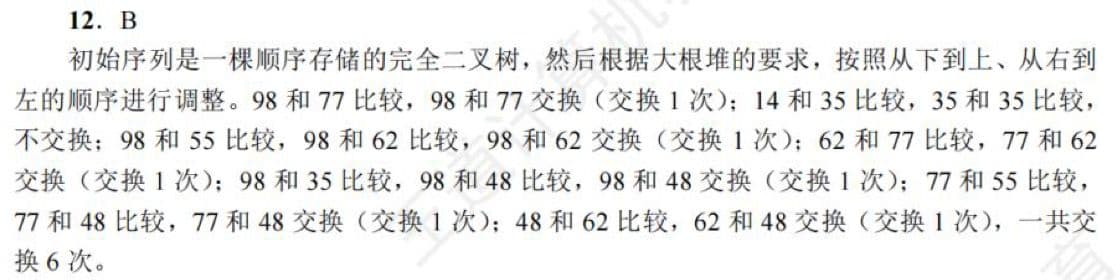 12. B
初始序列是一棵顺序存储的完全二叉树，然后根据大根堆的要求，按照从下到上、从右到
左的顺序进行调整。98 和 77 比较，98 和 77 交换（交换 1 次）；14 和 35 比较，35 和 35 比较，
不交换；98 和 55 比较，98 和 62 比较，98 和 62 交换（交换 1 次）；62 和 77 比较，77 和 62
交换（交换 1 次）；98 和 35 比较，98 和 48 比较，98 和 48 交换（交换 1 次）；77 和 55 比较，
77 和 48 比较，77 和 48 交换（交换 1 次）；48 和 62 比较，62 和 48 交换（交换 1 次），一共交
换 6 次。